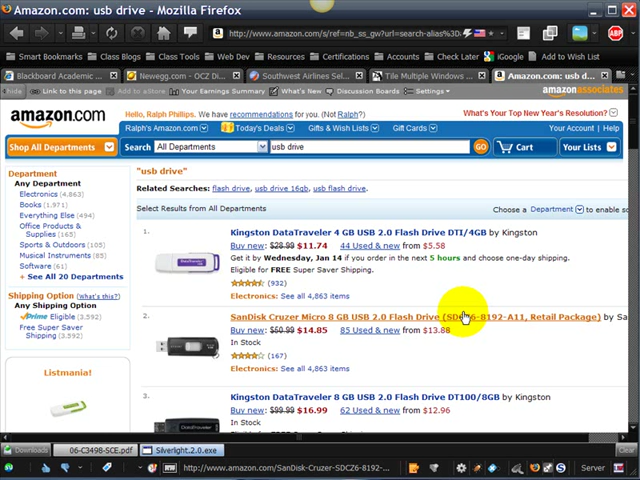 Amazon.com: usb drive - Mozilla Firefox
http://www.amazon.com/s/ref=nb_ss_gw?url=search-alias%3D
Smart Bookmarks Class Blog Class Tools Web Dev Resources Certifications Accounts Check Later iGoogle Add to Wish List
Blackboard Academic ... Newegg.com - OCZ Di... Southwest Airlines Sel... Tile Multiple Windows ... Amazon.com: usb d...
hide Link to this page Add to aStore Your Earnings Summary What's New Discussion Boards Settings amazonassociates
amazon.com Hello, Ralph Phillips. We have recommendations for you. (Not Ralph?) What's Your Top New Year's Resolution?
Ralph's Amazon.com Today's Deals Gifts & Wish Lists Gift Cards Your Account | Help
Shop All Departments Search All Departments usb drive GO Cart Your Lists
Department
Any Department
Electronics (4,863)
Books (1,971)
Everything Else (494)
Office Products &
Supplies (165)
Sports & Outdoors (105)
Musical Instruments (85)
Software (61)
See All 20 Departments
Shipping Option (What's this?)
Any Shipping Option
Prime Eligible (3,592)
Free Super Saver
Shipping (3,592)
Listmania!
"usb drive"
Related Searches: flash drive, usb drive 16gb, usb flash drive.
Select Results from All Departments Choose a Department to enable so
1.
Kingston DataTraveler 4 GB USB 2.0 Flash Drive DTI/4GB by Kingston
Buy new: $28.99 $11.74 44 Used & new from $5.58
Get it by Wednesday, Jan 14 if you order in the next 5 hours and choose one-day shipping.
Eligible for FREE Super Saver Shipping.
(932)
Electronics: See all 4,863 items
2.
SanDisk Cruzer Micro 8 GB USB 2.0 Flash Drive (SDCZ6-8192-A11, Retail Package) by Sa
Buy new: $50.99 $14.85 85 Used & new from $13.88
In Stock
(167)
Electronics: See all 4,863 items
3.
Kingston DataTraveler 8 GB USB 2.0 Flash Drive DT100/8GB by Kingston
Buy new: $99.99 $16.99 62 Used & new from $12.96
In Stock
Downloads 06-C3498-SCE.pdf Silverlight.2.0.exe Clear
http://www.amazon.com/SanDisk-Cruzer-SDCZ6-8192-... Server